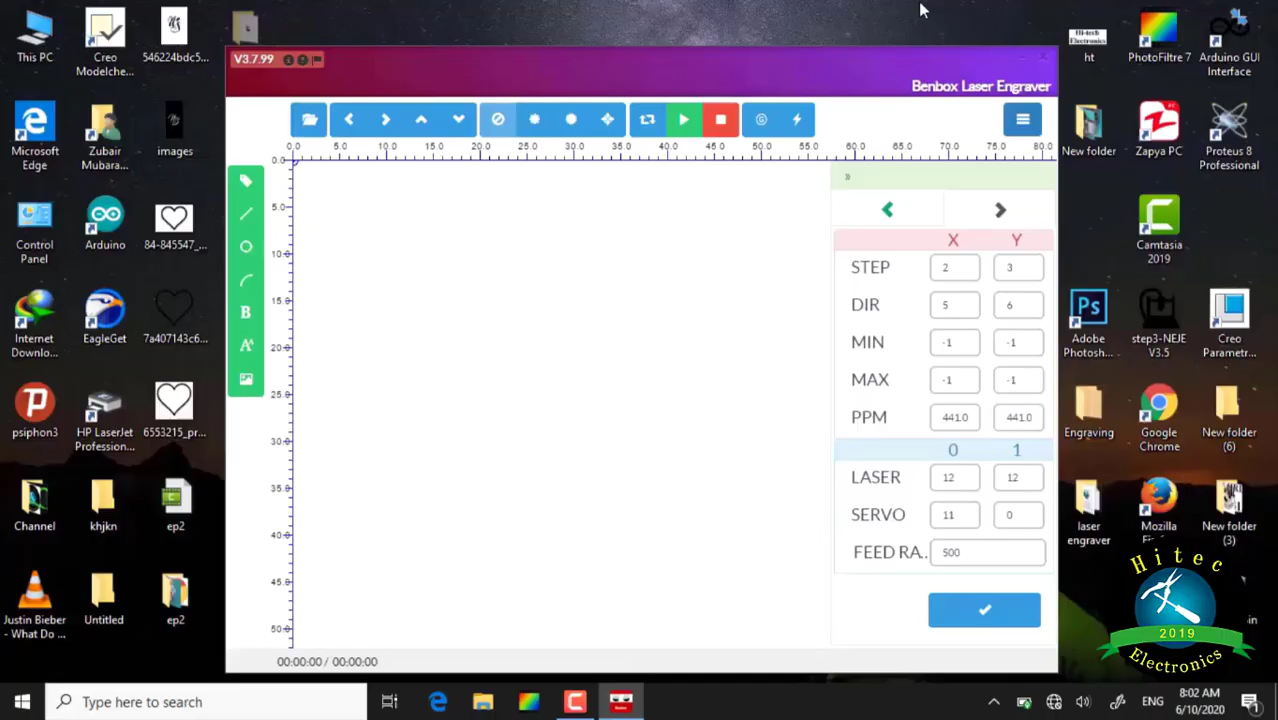 This PC
Creo
Modelche...
546224bdc5...
Microsoft
Edge
Zubair
Mubara...
images
Control
Panel
Arduino
84-845547_...
Internet
Downlo...
EagleGet
7a407143c6...
psiphon3
HP LaserJet
Profession...
6553215_pr...
Channel
khjkn
ep2
Justin Bieber
- What Do ...
Untitled
ep2
V3.7.99
Benbox Laser Engraver
0.0 5.0 10.0 15.0 20.0 25.0 30.0 35.0 40.0 45.0 50.0 55.0 60.0 65.0 70.0 75.0 80.0
0.0
5.0
10.0
15.0
20.0
25.0
30.0
35.0
40.0
45.0
50.0
B
»
X Y
STEP 2 3
DIR 5 6
MIN -1 -1
MAX -1 -1
PPM 441.0 441.0
0 1
LASER 12 12
SERVO 11 0
FEED RA.. 500
00:00:00 / 00:00:00
Hi-tech
Electronics
ht
PhotoFiltre 7
Arduino GUI
Interface
New folder
Zapya PC
Proteus 8
Professional
Camtasia
2019
Ps
Adobe
Photosh...
step3-NEJE
V3.5
Creo
Parametr...
Engraving
Google
Chrome
New folder
(6)
laser
engraver
Mozilla
New folder
(3)
Hitec
2019
Electronics
Type here to search
ENG
8:02 AM
6/10/2020
1